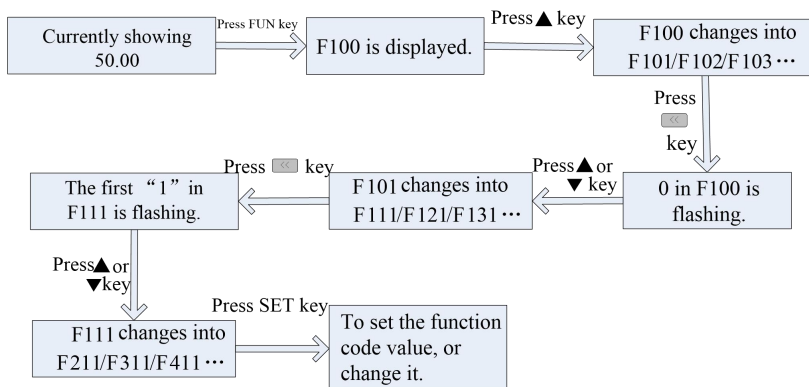 Currently showing
50.00
Press FUN key
F100 is displayed.
Press▲key
F100 changes into
F101/F102/F103⋯
Press
<<
key
0 in F100 is
flashing.
Press▲or
▼ key
F101 changes into
F111/F121/F131⋯
Press << key
The first “1” in
F111 is flashing.
Press▲or
▼key
F111 changes into
F211/F311/F411⋯
Press SET key
To set the function
code value, or
change it.